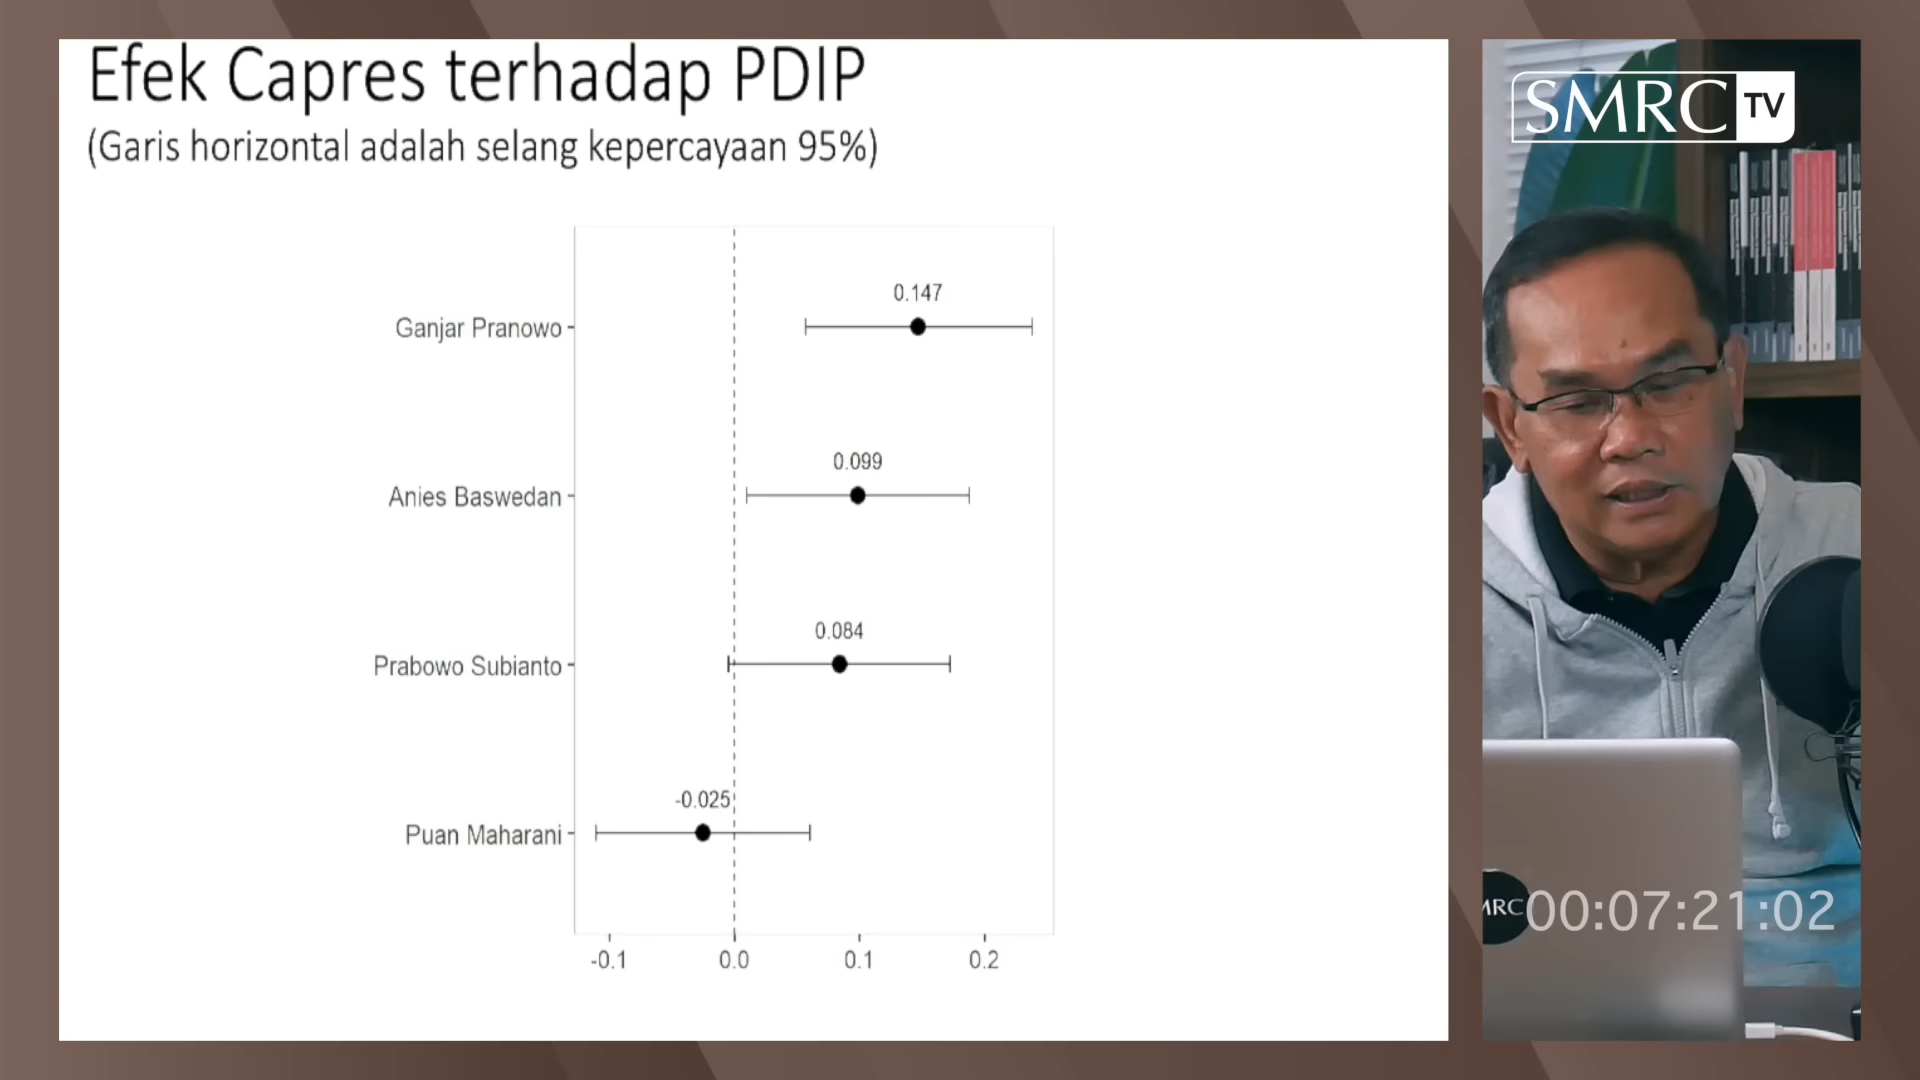 Efek Capres terhadap PDIP
(Garis horizontal adalah selang kepercayaan 95%)
0.147
Ganjar Pranowo
0.099
Anies Baswedan
0.084
Prabowo Subianto
-0.025
Puan Maharani
-0.1 0.0 0.1 0.2
SMRC TV
MRC
00:07:21:02